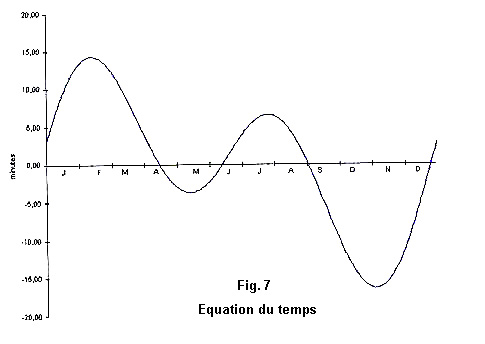 20,00
15,00
10,00
5,00
0,00
-5,00
-10,00
-15,00
-20,00
minutes
J F M A M J J A S O N D
Fig. 7
Equation du temps